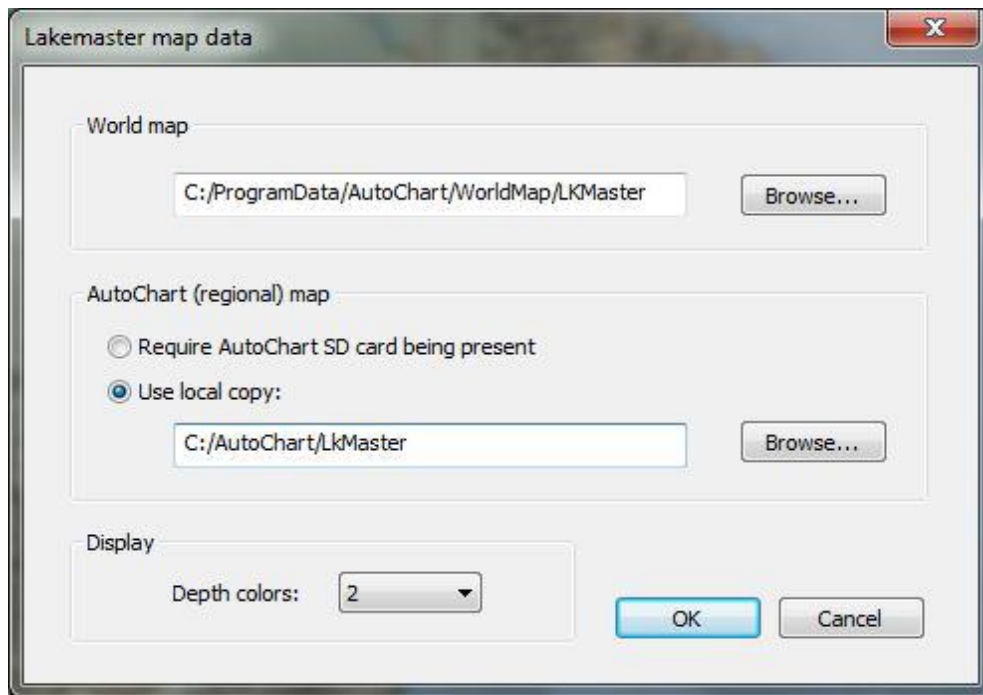 Lakemaster map data
World map
C:/ProgramData/AutoChart/WorldMap/LKMaster
Browse...
AutoChart (regional) map
Require AutoChart SD card being present
Use local copy:
C:/AutoChart/LkMaster
Browse...
Display
Depth colors: 2
OK Cancel